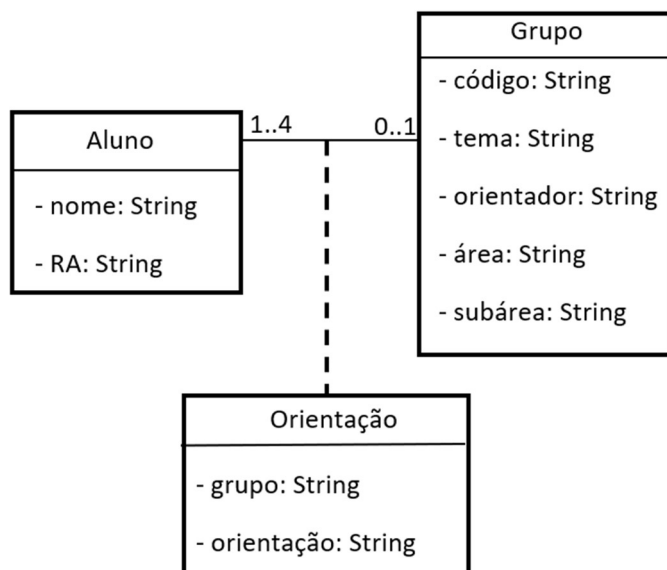 Grupo
- código: String
- tema: String
- orientador: String
- área: String
- subárea: String
1..4
0..1
Aluno
- nome: String
- RA: String
Orientação
- grupo: String
- orientação: String